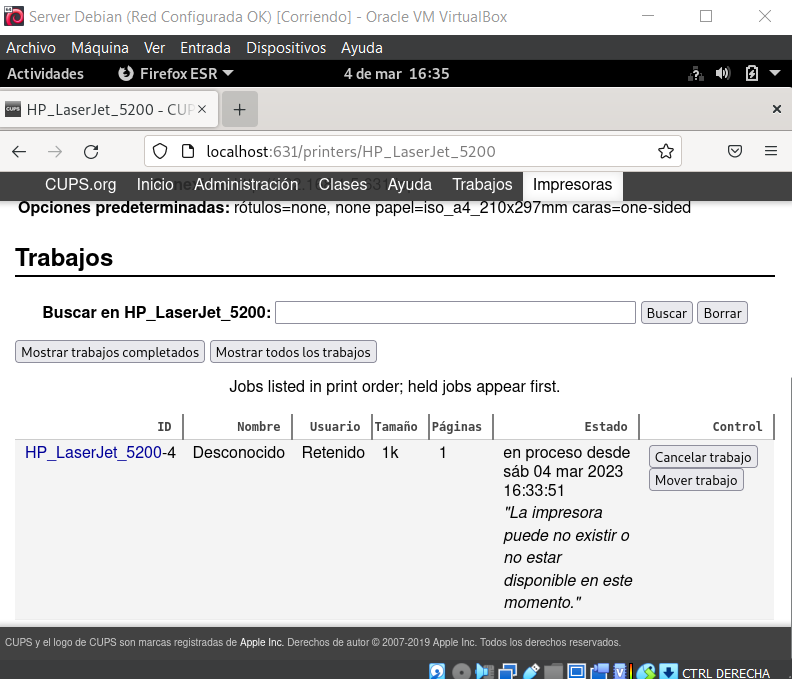 Server Debian (Red Configurada OK) [Corriendo] - Oracle VM VirtualBox
Archivo Máquina Ver Entrada Dispositivos Ayuda
Actividades Firefox ESR 4 de mar 16:35
CUPS HP_LaserJet_5200 - CUP
localhost:631/printers/HP_LaserJet_5200
CUPS.org Inicio Administración Clases Ayuda Trabajos Impresoras
Opciones predeterminadas: rótulos=none, none papel=iso_a4_210x297mm caras=one-sided
Trabajos
Buscar en HP_LaserJet_5200: Buscar Borrar
Mostrar trabajos completados Mostrar todos los trabajos
Jobs listed in print order; held jobs appear first.
ID Nombre Usuario Tamaño Páginas Estado Control
HP_LaserJet_5200-4 Desconocido Retenido 1k 1 en proceso desde Cancelar trabajo
sáb 04 mar 2023 Mover trabajo
16:33:51
"La impresora
puede no existir o
no estar
disponible en este
momento."
CUPS y el logo de CUPS son marcas registradas de Apple Inc. Derechos de autor © 2007-2019 Apple Inc. Todos los derechos reservados.
CTRL DERECHA